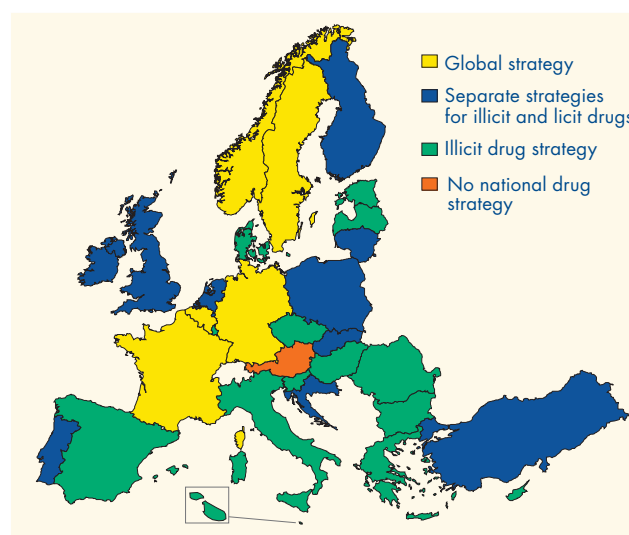 Global strategy
Separate strategies
for illicit and licit drugs
Illicit drug strategy
No national drug
strategy